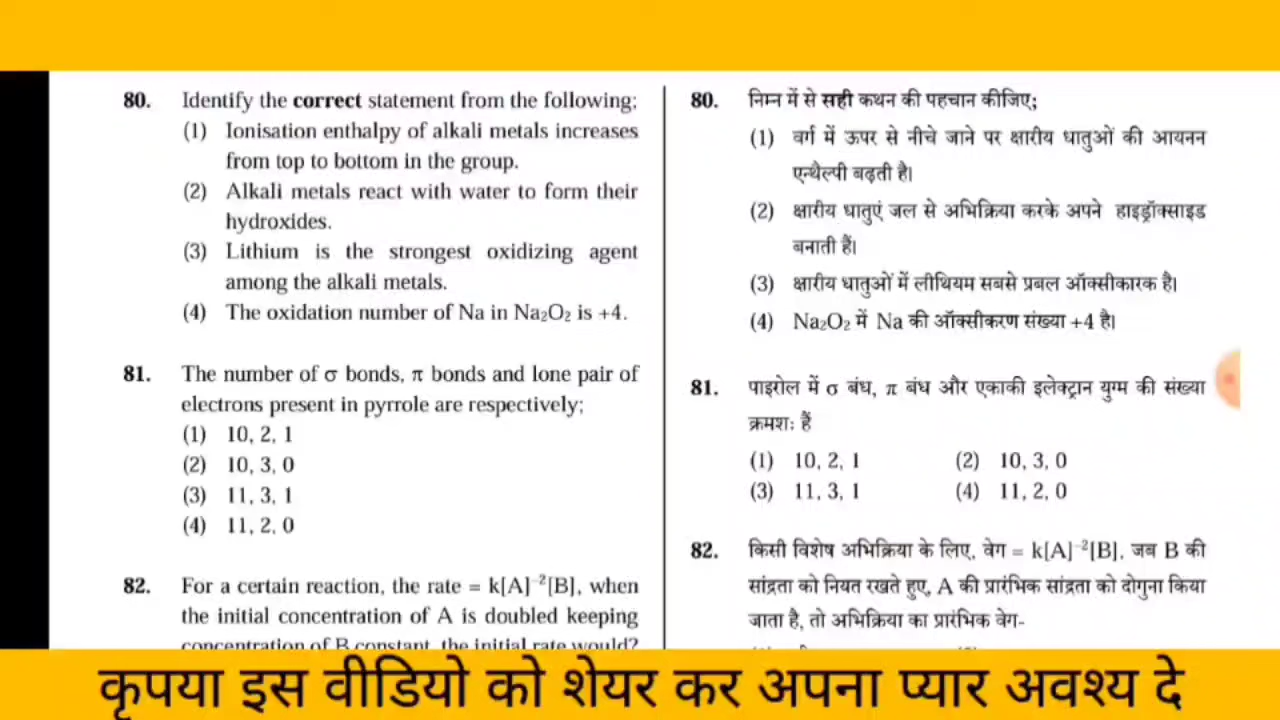 80. Identify the correct statement from the following;
(1) Ionisation enthalpy of alkali metals increases
from top to bottom in the group.
(2) Alkali metals react with water to form their
hydroxides.
(3) Lithium is the strongest oxidizing agent
among the alkali metals.
(4) The oxidation number of Na in Na₂O₂ is +4.
81. The number of σ bonds, π bonds and lone pair of
electrons present in pyrrole are respectively;
(1) 10, 2, 1
(2) 10, 3, 0
(3) 11, 3, 1
(4) 11, 2, 0
82. For a certain reaction, the rate = k[A]⁻²[B], when
the initial concentration of A is doubled keeping
concentration of B constant, the initial rate would?
80. निम्न में से सही कथन की पहचान कीजिए;
(1) वर्ग में ऊपर से नीचे जाने पर क्षारीय धातुओं की आयनन
एन्थैल्पी बढ़ती है।
(2) क्षारीय धातुएं जल से अभिक्रिया करके अपने हाइड्रॉक्साइड
बनाती हैं।
(3) क्षारीय धातुओं में लीथियम सबसे प्रबल ऑक्सीकारक है।
(4) Na₂O₂ में Na की ऑक्सीकरण संख्या +4 है।
81. पाइरोल में σ बंध, π बंध और एकाकी इलेक्ट्रान युग्म की संख्या
क्रमशः हैं
(1) 10, 2, 1 (2) 10, 3, 0
(3) 11, 3, 1 (4) 11, 2, 0
82. किसी विशेष अभिक्रिया के लिए, वेग = k[A]⁻²[B], जब B की
सांद्रता को नियत रखते हुए, A की प्रारंभिक सांद्रता को दोगुना किया
जाता है, तो अभिक्रिया का प्रारंभिक वेग-
कृपया इस वीडियो को शेयर कर अपना प्यार अवश्य दे